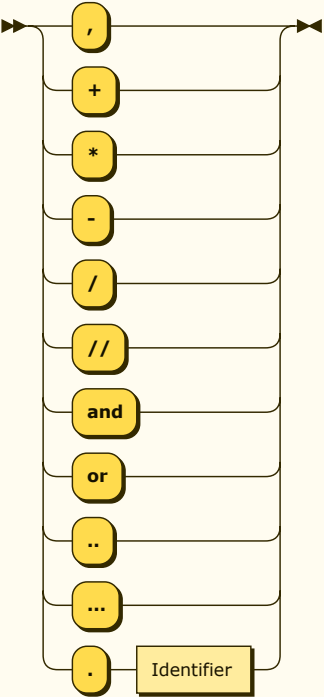 ,
+
*
-
/
//
and
or
..
...
. Identifier